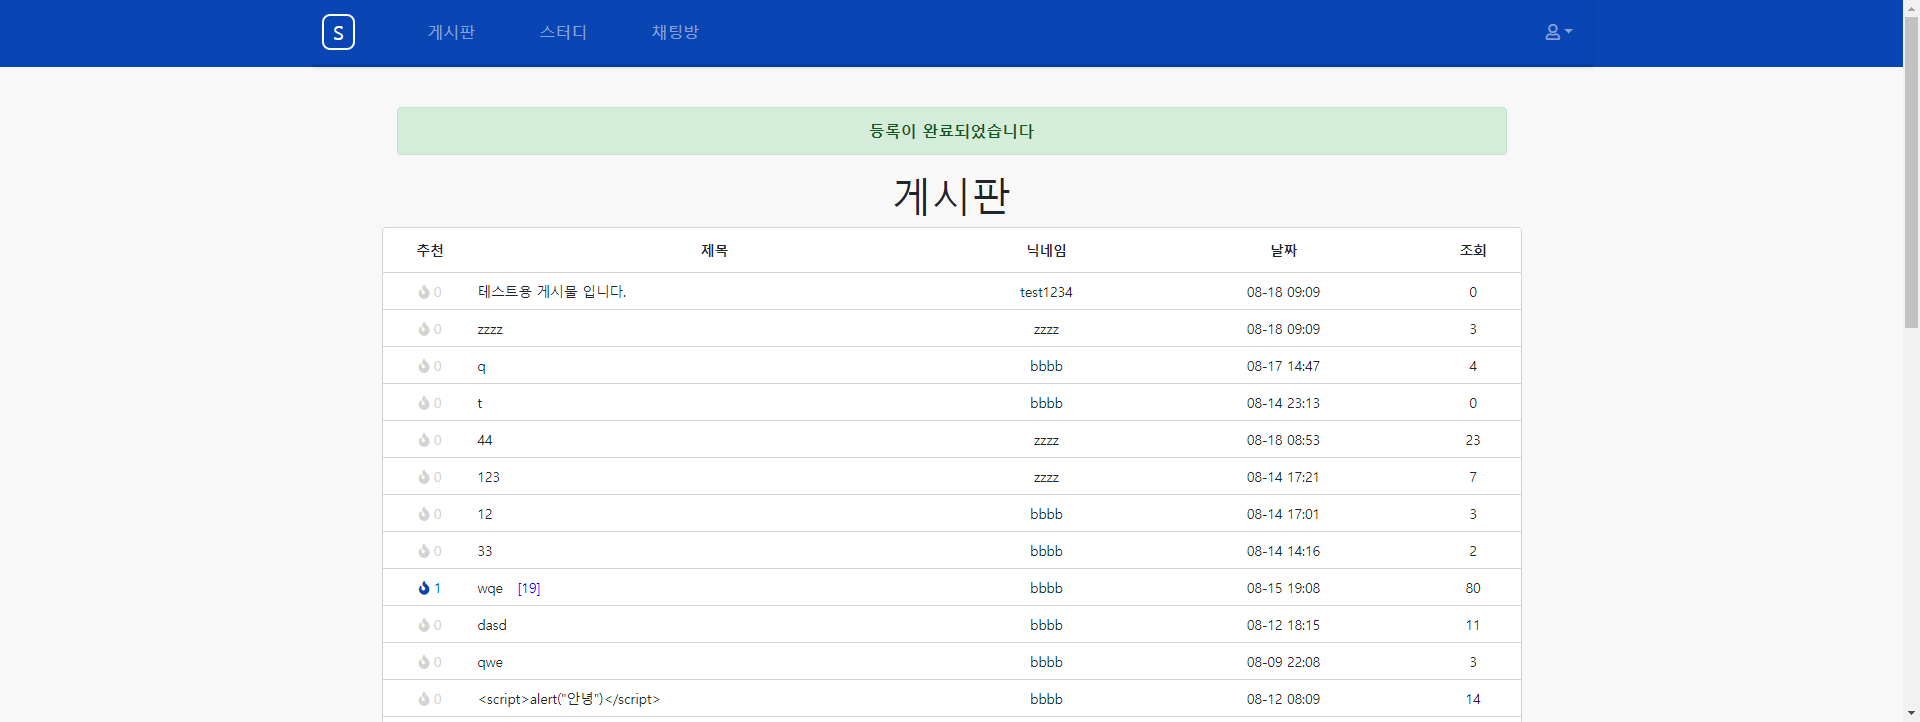 S 게시판 스터디 채팅방
등록이 완료되었습니다
게시판
추천 제목 닉네임 날짜 조회
0 테스트용 게시물 입니다. test1234 08-18 09:09 0
0 zzzz zzzz 08-18 09:09 3
0 q bbbb 08-17 14:47 4
0 t bbbb 08-14 23:13 0
0 44 zzzz 08-18 08:53 23
0 123 zzzz 08-14 17:21 7
0 12 bbbb 08-14 17:01 3
0 33 bbbb 08-14 14:16 2
1 wqe [19] bbbb 08-15 19:08 80
0 dasd bbbb 08-12 18:15 11
0 qwe bbbb 08-09 22:08 3
0 <script>alert("안녕")</script> bbbb 08-12 08:09 14